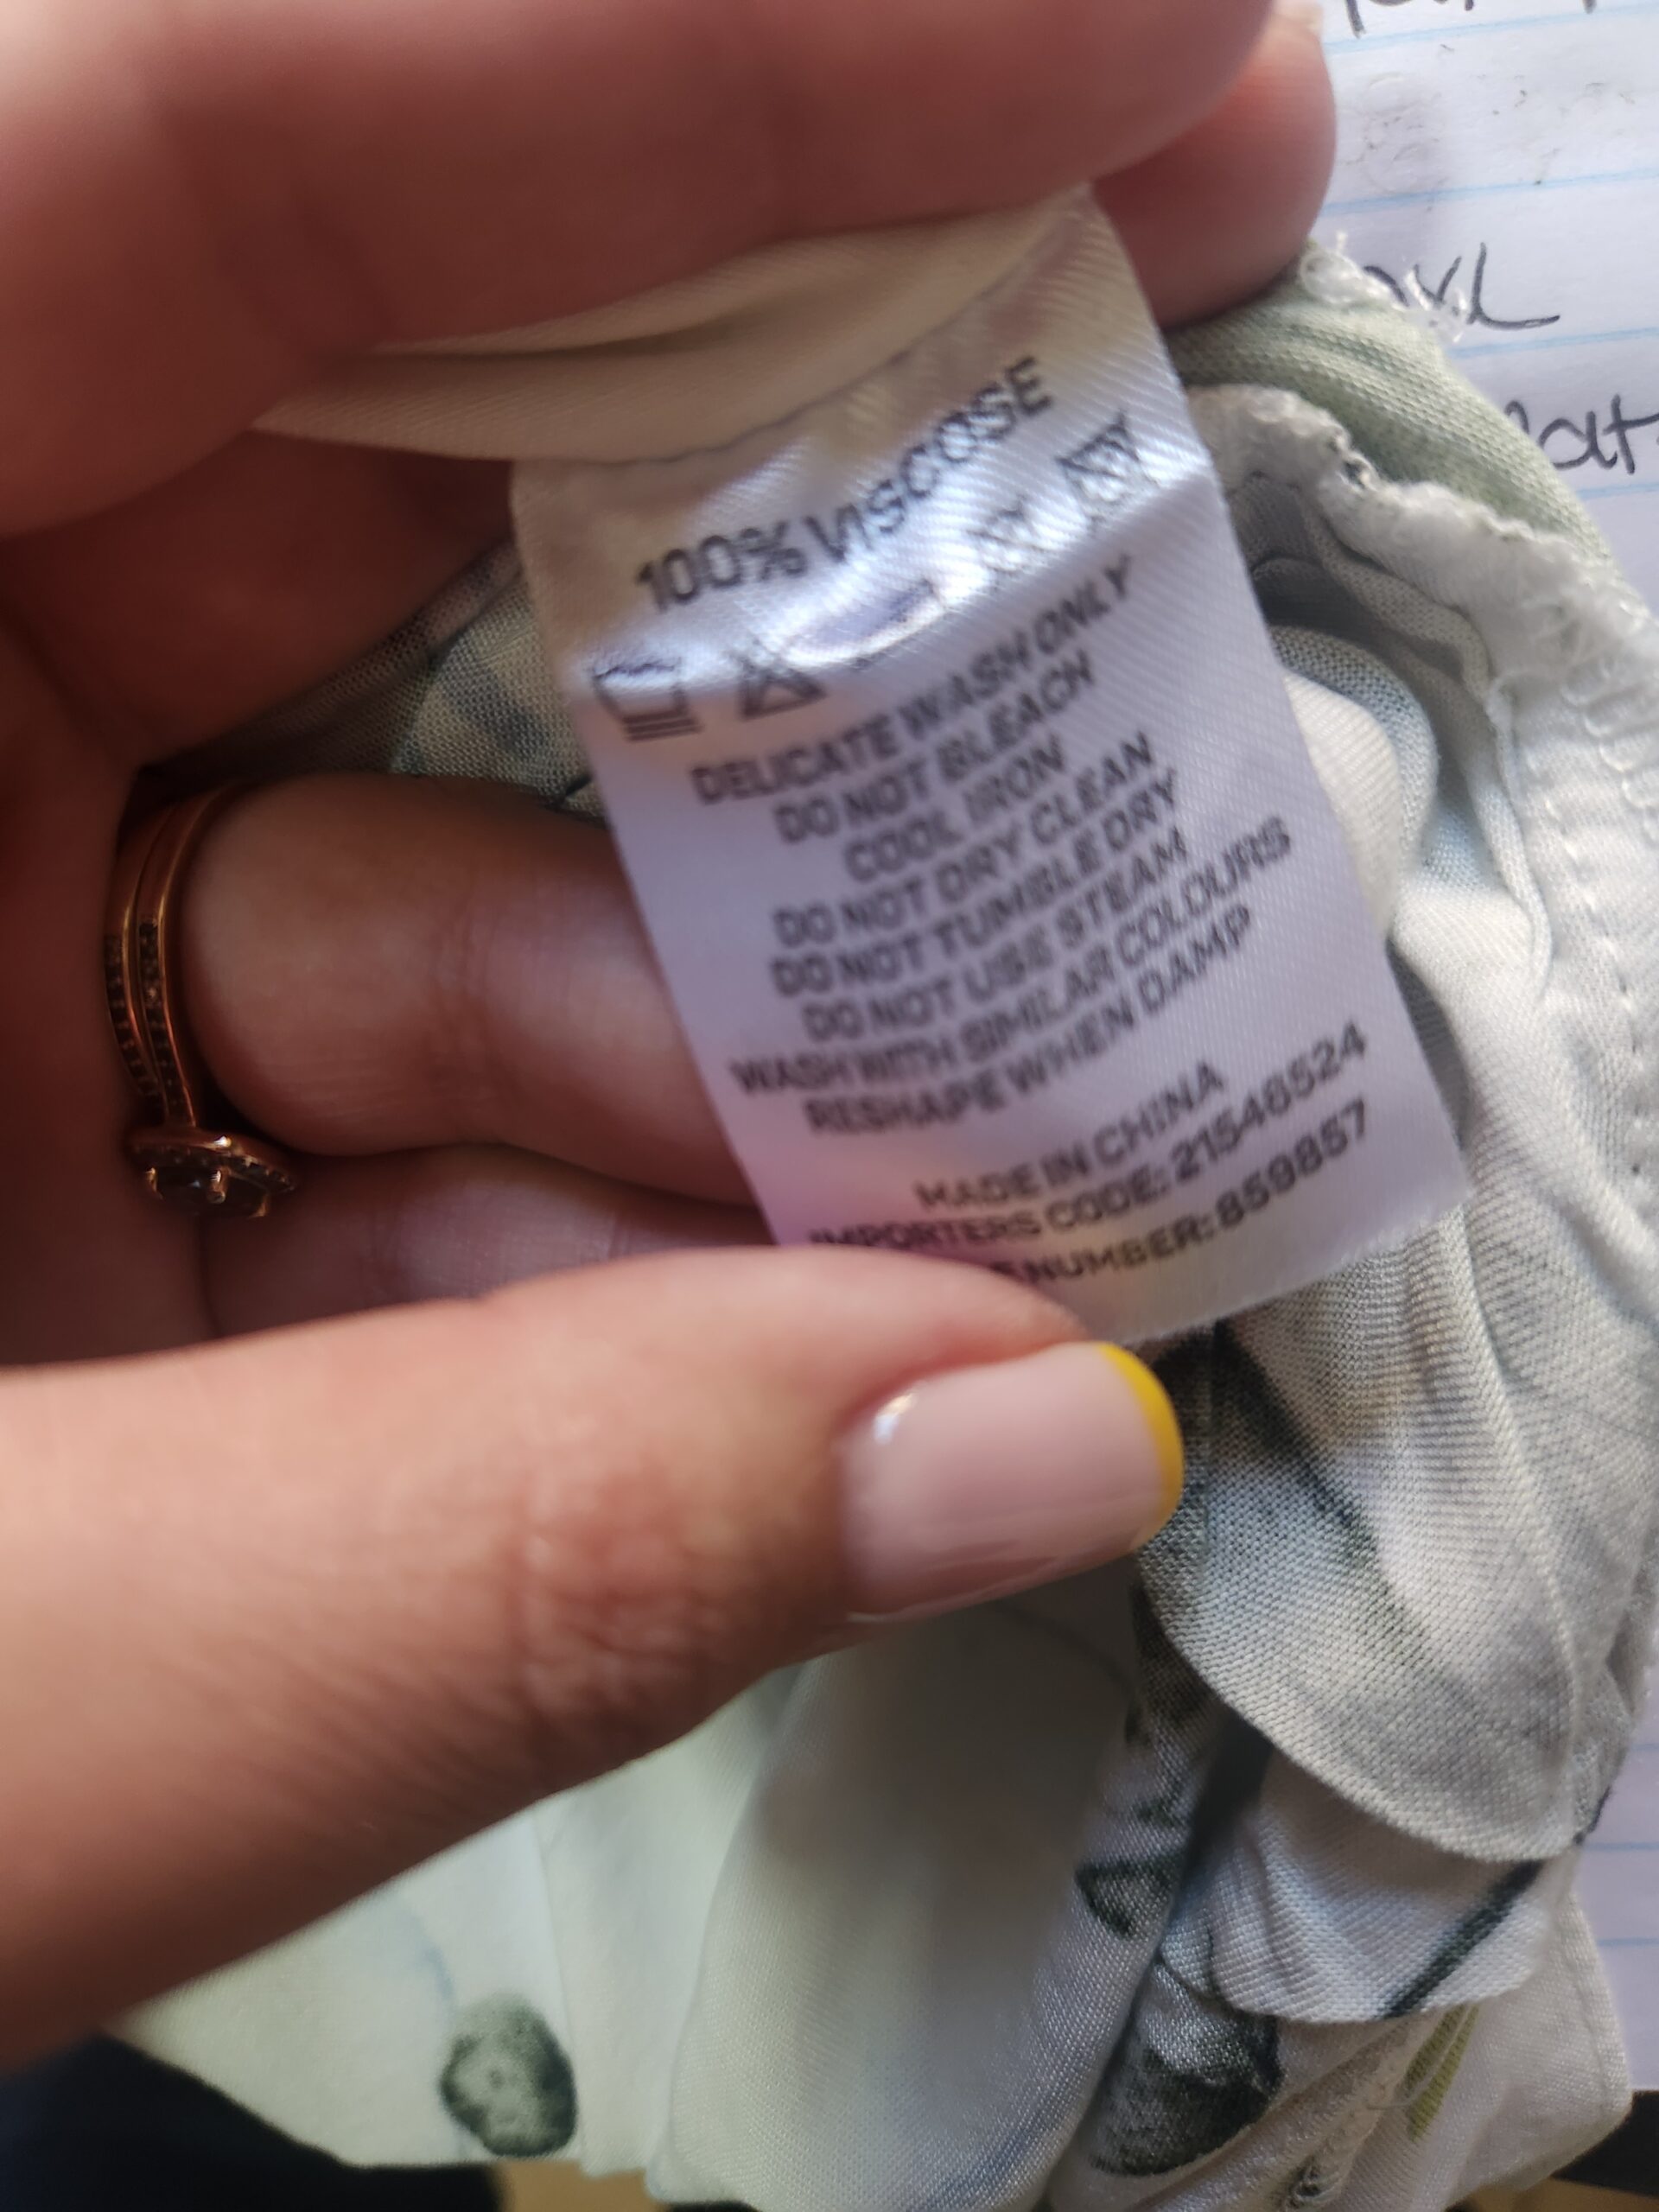 100% VISCOSE
DELICATE WASH ONLY
DO NOT BLEACH
COOL IRON
DO NOT DRY CLEAN
DO NOT TUMBLE DRY
DO NOT USE STEAM
WASH WITH SIMILAR COLOURS
RESHAPE WHEN DAMP
MADE IN CHINA
IMPORTERS CODE: 21546524
NUMBER: 859857